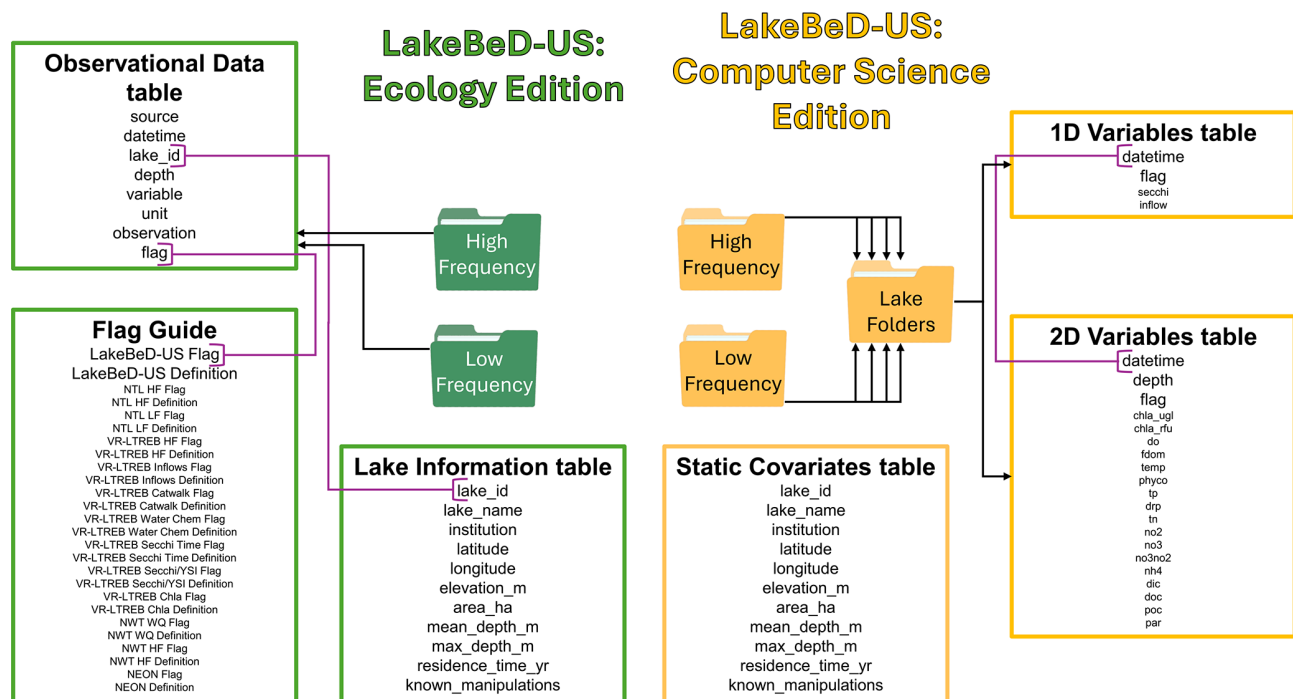 LakeBeD-US:
Ecology Edition
LakeBeD-US:
Computer Science
Edition
Observational Data
table
source
datetime
lake_id
depth
variable
unit
observation
flag
Flag Guide
LakeBeD-US Flag
LakeBeD-US Definition
NTL HF Flag
NTL HF Definition
NTL LF Flag
NTL LF Definition
VR-LTREB HF Flag
VR-LTREB HF Definition
VR-LTREB Inflows Flag
VR-LTREB Inflows Definition
VR-LTREB Catwalk Flag
VR-LTREB Catwalk Definition
VR-LTREB Water Chem Flag
VR-LTREB Water Chem Definition
VR-LTREB Secchi Time Flag
VR-LTREB Secchi Time Definition
VR-LTREB Secchi/YSI Flag
VR-LTREB Secchi/YSI Definition
VR-LTREB Chla Flag
VR-LTREB Chla Definition
NWT WQ Flag
NWT WQ Definition
NWT HF Flag
NWT HF Definition
NEON Flag
NEON Definition
High
Frequency
Low
Frequency
Lake Information table
lake_id
lake_name
institution
latitude
longitude
elevation_m
area_ha
mean_depth_m
max_depth_m
residence_time_yr
known_manipulations
High
Frequency
Low
Frequency
Lake
Folders
Static Covariates table
lake_id
lake_name
institution
latitude
longitude
elevation_m
area_ha
mean_depth_m
max_depth_m
residence_time_yr
known_manipulations
1D Variables table
datetime
flag
secchi
inflow
2D Variables table
datetime
depth
flag
chla_ugl
chla_rfu
do
fdom
temp
phyco
tp
drp
tn
no2
no3
no3no2
nh4
dic
doc
poc
par